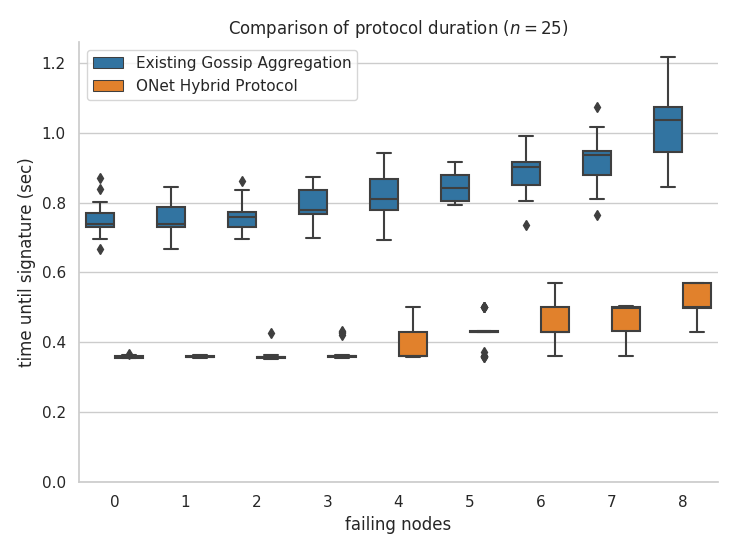 Comparison of protocol duration (n = 25)
Existing Gossip Aggregation
ONet Hybrid Protocol
time until signature (sec)
1.2
1.0
0.8
0.6
0.4
0.2
0.0
0 1 2 3 4 5 6 7 8
failing nodes